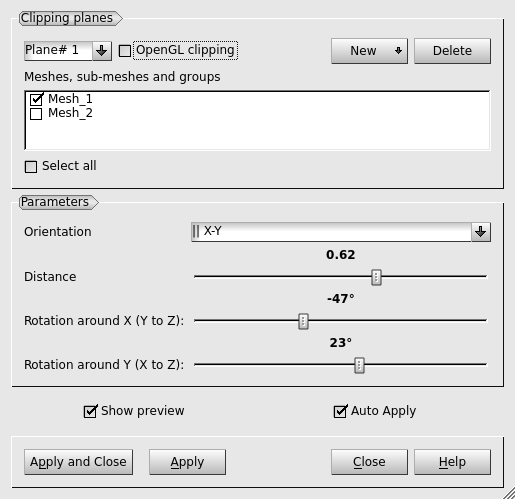 Clipping planes
Plane# 1
OpenGL clipping
New
Delete
Meshes, sub-meshes and groups
Mesh_1
Mesh_2
Select all
Parameters
Orientation
|| X-Y
0.62
Distance
-47°
Rotation around X (Y to Z):
23°
Rotation around Y (X to Z):
Show preview
Auto Apply
Apply and Close
Apply
Close
Help